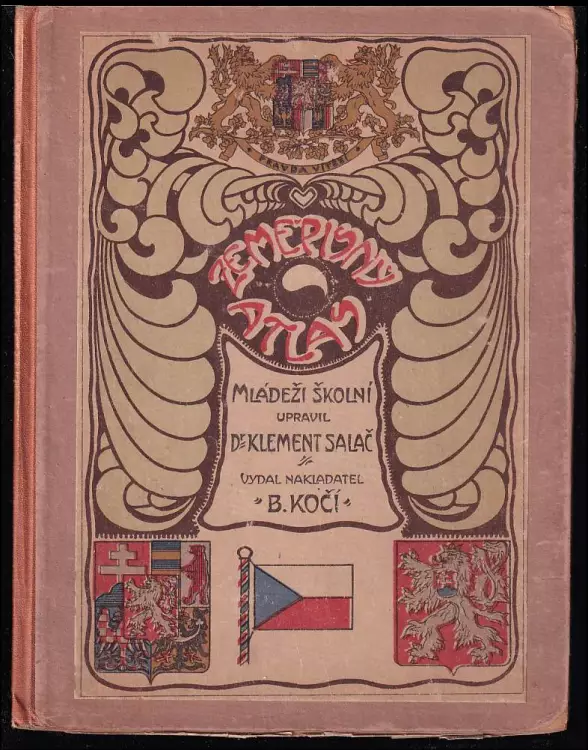 PRAVDA VÍTĚZÍ
ZEMĚPISNÝ
ATLAS
MLÁDEŽI ŠKOLNÍ
UPRAVIL
DR KLEMENT SALAČ
VYDAL NAKLADATEL
B. KOČÍ